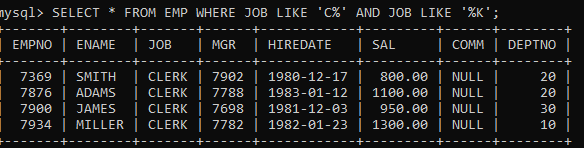 mysql> SELECT * FROM EMP WHERE JOB LIKE 'C%' AND JOB LIKE '%K';
+-------+--------+-------+------+------------+---------+------+--------+
| EMPNO | ENAME | JOB | MGR | HIREDATE | SAL | COMM | DEPTNO |
+-------+--------+-------+------+------------+---------+------+--------+
| 7369 | SMITH | CLERK | 7902 | 1980-12-17 | 800.00 | NULL | 20 |
| 7876 | ADAMS | CLERK | 7788 | 1983-01-12 | 1100.00 | NULL | 20 |
| 7900 | JAMES | CLERK | 7698 | 1981-12-03 | 950.00 | NULL | 30 |
| 7934 | MILLER | CLERK | 7782 | 1982-01-23 | 1300.00 | NULL | 10 |
+-------+--------+-------+------+------------+---------+------+--------+